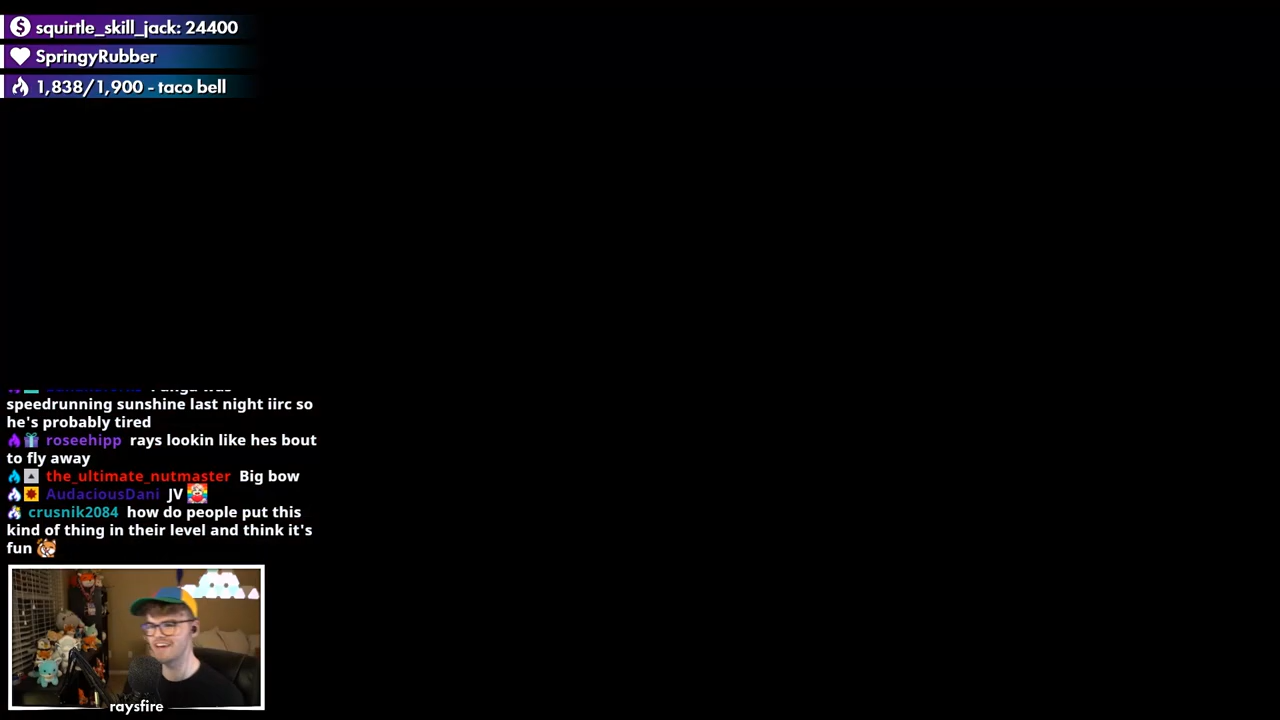 squirtle_skill_jack: 24400
SpringyRubber
1,838/1,900 - taco bell
speedrunning sunshine last night iirc so
he's probably tired
roseehipp rays lookin like hes bout
to fly away
the_ultimate_nutmaster Big bow
AudaciousDani JV
crusnik2084 how do people put this
kind of thing in their level and think it's
fun
raysfire